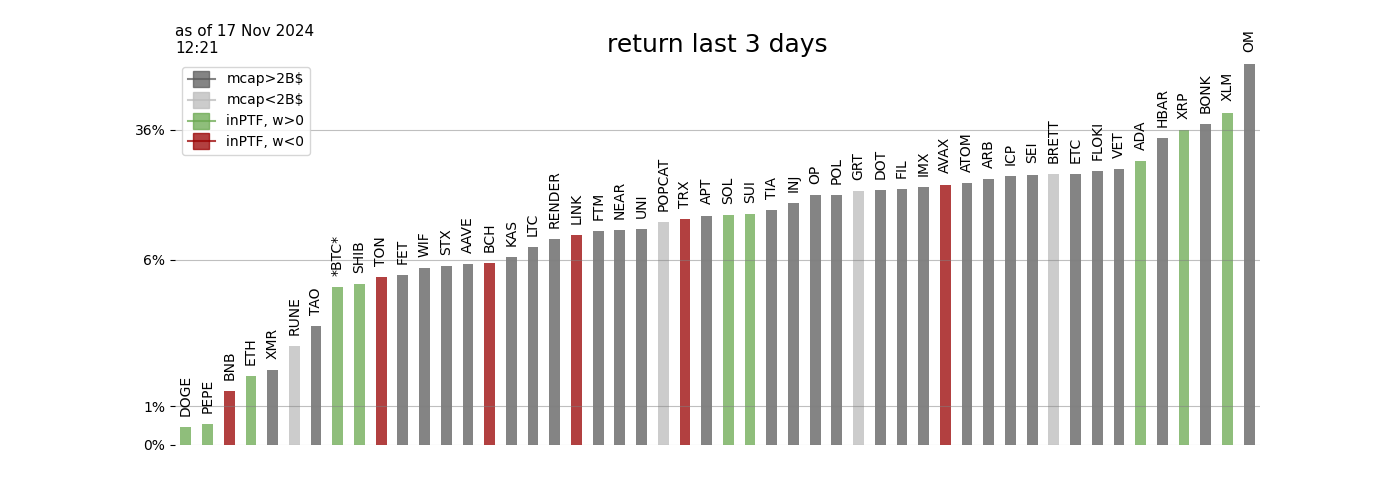 as of 17 Nov 2024
12:21
return last 3 days
mcap>2B$
mcap<2B$
inPTF, w>0
inPTF, w<0
36%
6%
1%
0%
DOGE
PEPE
BNB
ETH
XMR
RUNE
TAO
*BTC*
SHIB
TON
FET
WIF
STX
AAVE
BCH
KAS
LTC
RENDER
LINK
FTM
NEAR
UNI
POPCAT
TRX
APT
SOL
SUI
TIA
INJ
OP
POL
GRT
DOT
FIL
IMX
AVAX
ATOM
ARB
ICP
SEI
BRETT
ETC
FLOKI
VET
ADA
HBAR
XRP
BONK
XLM
OM